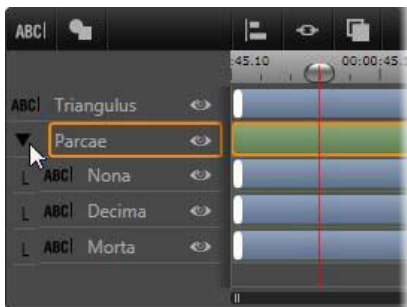 ABC
:45.10 00:00:45.
ABC Triangulus
Parcae
ABC Nona
ABC Decima
ABC Morta